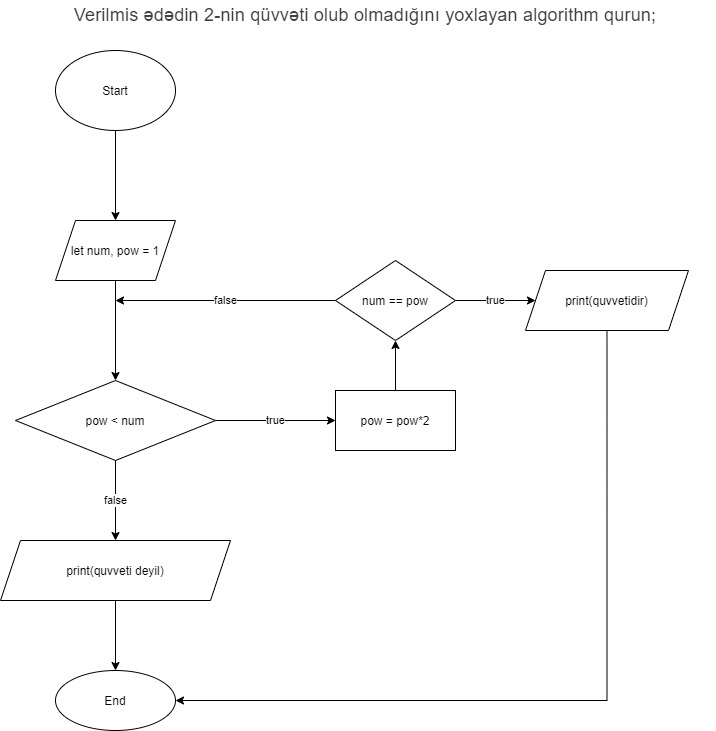 Verilmis ədədin 2-nin qüvvəti olub olmadığını yoxlayan algorithm qurun;
Start
let num, pow = 1
false
num == pow
true
print(quvvetidir)
pow < num
true
pow = pow*2
false
print(quvveti deyil)
End